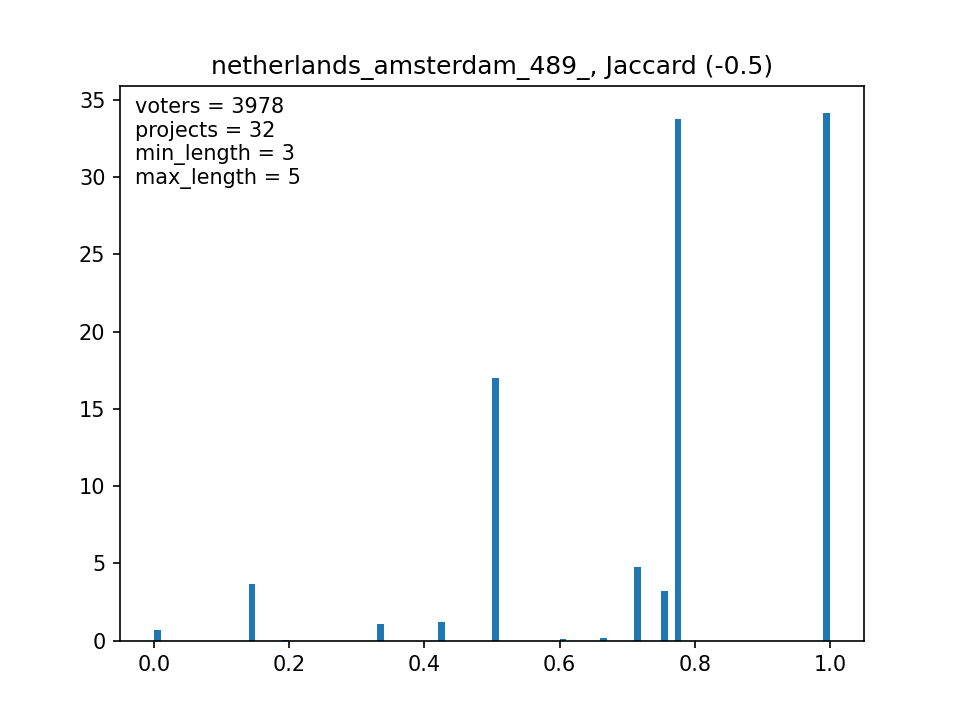 netherlands_amsterdam_489_, Jaccard (-0.5)
voters = 3978
projects = 32
min_length = 3
max_length = 5
35
30
25
20
15
10
5
0
0.0 0.2 0.4 0.6 0.8 1.0